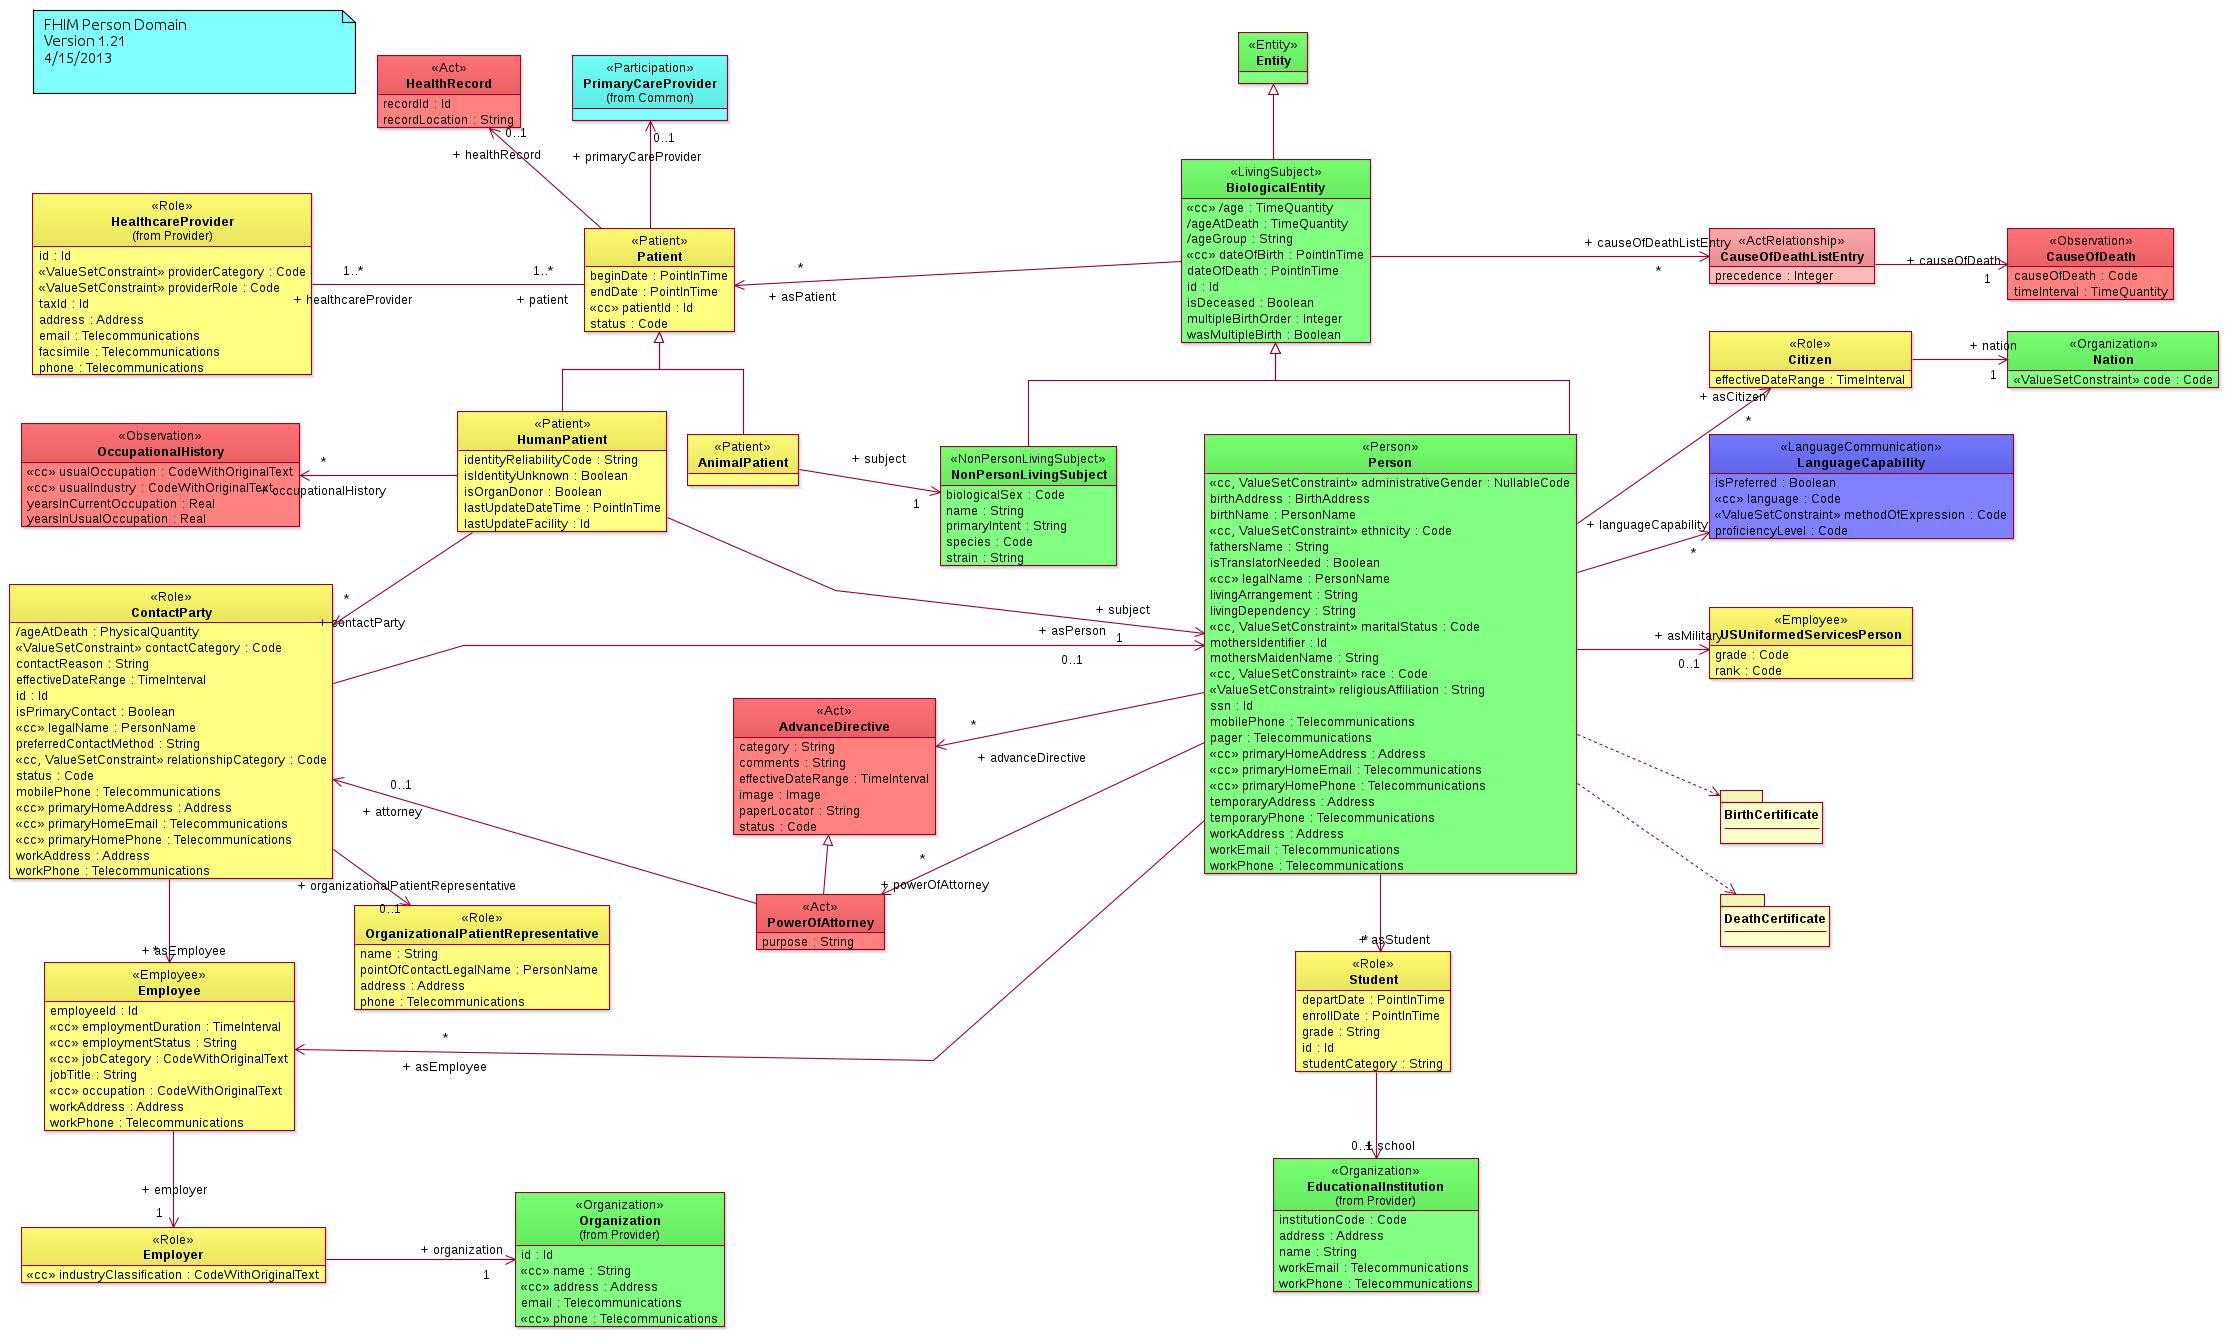 FHIM Person Domain
Version 1.21
4/15/2013
«Act»
HealthRecord
recordId : Id
recordLocation : String
0..1
+ healthRecord
«Participation»
PrimaryCareProvider
(from Common)
0..1
+ primaryCareProvider
«Entity»
Entity
«LivingSubject»
BiologicalEntity
«cc» /age : TimeQuantity
/ageAtDeath : TimeQuantity
/ageGroup : String
«cc» dateOfBirth : PointInTime
dateOfDeath : PointInTime
id : Id
isDeceased : Boolean
multipleBirthOrder : Integer
wasMultipleBirth : Boolean
«Role»
HealthcareProvider
(from Provider)
id : Id
«ValueSetConstraint» providerCategory : Code
«ValueSetConstraint» providerRole : Code
taxId : Id
address : Address
email : Telecommunications
facsimile : Telecommunications
phone : Telecommunications
1..*
+ healthcareProvider
1..*
+ patient
«Patient»
Patient
beginDate : PointInTime
endDate : PointInTime
«cc» patientId : Id
status : Code
*
+ asPatient
+ causeOfDeathListEntry
*
«ActRelationship»
CauseOfDeathListEntry
precedence : Integer
+ causeOfDeath
1
«Observation»
CauseOfDeath
causeOfDeath : Code
timeInterval : TimeQuantity
«Role»
Citizen
effectiveDateRange : TimeInterval
+ nation
1
«Organization»
Nation
«ValueSetConstraint» code : Code
+ asCitizen
*
«Observation»
OccupationalHistory
«cc» usualOccupation : CodeWithOriginalText
«cc» usualIndustry : CodeWithOriginalText
yearsInCurrentOccupation : Real
yearsInUsualOccupation : Real
*
+ occupationalHistory
«Patient»
HumanPatient
identityReliabilityCode : String
isIdentityUnknown : Boolean
isOrganDonor : Boolean
lastUpdateDateTime : PointInTime
lastUpdateFacility : Id
«Patient»
AnimalPatient
+ subject
1
«NonPersonLivingSubject»
NonPersonLivingSubject
biologicalSex : Code
name : String
primaryIntent : String
species : Code
strain : String
«Person»
Person
«cc, ValueSetConstraint» administrativeGender : NullableCode
birthAddress : BirthAddress
birthName : PersonName
«cc, ValueSetConstraint» ethnicity : Code
fathersName : String
isTranslatorNeeded : Boolean
«cc» legalName : PersonName
livingArrangement : String
livingDependency : String
«cc, ValueSetConstraint» maritalStatus : Code
mothersIdentifier : Id
mothersMaidenName : String
«cc, ValueSetConstraint» race : Code
«ValueSetConstraint» religiousAffiliation : String
ssn : Id
mobilePhone : Telecommunications
pager : Telecommunications
«cc» primaryHomeAddress : Address
«cc» primaryHomeEmail : Telecommunications
«cc» primaryHomePhone : Telecommunications
temporaryAddress : Address
temporaryPhone : Telecommunications
workAddress : Address
workEmail : Telecommunications
workPhone : Telecommunications
«LanguageCommunication»
LanguageCapability
isPreferred : Boolean
«cc» language : Code
«ValueSetConstraint» methodOfExpression : Code
proficiencyLevel : Code
+ languageCapability
*
«Employee»
USUniformedServicesPerson
grade : Code
rank : Code
+ asMilitary
0..1
*
+ contactParty
+ subject
1
+ asPerson
0..1
«Role»
ContactParty
/ageAtDeath : PhysicalQuantity
«ValueSetConstraint» contactCategory : Code
contactReason : String
effectiveDateRange : TimeInterval
id : Id
isPrimaryContact : Boolean
«cc» legalName : PersonName
preferredContactMethod : String
«cc, ValueSetConstraint» relationshipCategory : Code
status : Code
mobilePhone : Telecommunications
«cc» primaryHomeAddress : Address
«cc» primaryHomeEmail : Telecommunications
«cc» primaryHomePhone : Telecommunications
workAddress : Address
workPhone : Telecommunications
«Act»
AdvanceDirective
category : String
comments : String
effectiveDateRange : TimeInterval
image : Image
paperLocator : String
status : Code
*
+ advanceDirective
0..1
+ attorney
*
+ powerOfAttorney
«Act»
PowerOfAttorney
purpose : String
BirthCertificate
DeathCertificate
+ organizationalPatientRepresentative
0..1
«Role»
OrganizationalPatientRepresentative
name : String
pointOfContactLegalName : PersonName
address : Address
phone : Telecommunications
+ asEmployee
*
«Employee»
Employee
employeeId : Id
«cc» employmentDuration : TimeInterval
«cc» employmentStatus : String
«cc» jobCategory : CodeWithOriginalText
jobTitle : String
«cc» occupation : CodeWithOriginalText
workAddress : Address
workPhone : Telecommunications
*
+ asEmployee
+ asStudent
*
«Role»
Student
departDate : PointInTime
enrollDate : PointInTime
grade : String
id : Id
studentCategory : String
0..1
+ school
«Organization»
EducationalInstitution
(from Provider)
institutionCode : Code
address : Address
name : String
workEmail : Telecommunications
workPhone : Telecommunications
+ employer
1
«Role»
Employer
«cc» industryClassification : CodeWithOriginalText
+ organization
1
«Organization»
Organization
(from Provider)
id : Id
«cc» name : String
«cc» address : Address
email : Telecommunications
«cc» phone : Telecommunications